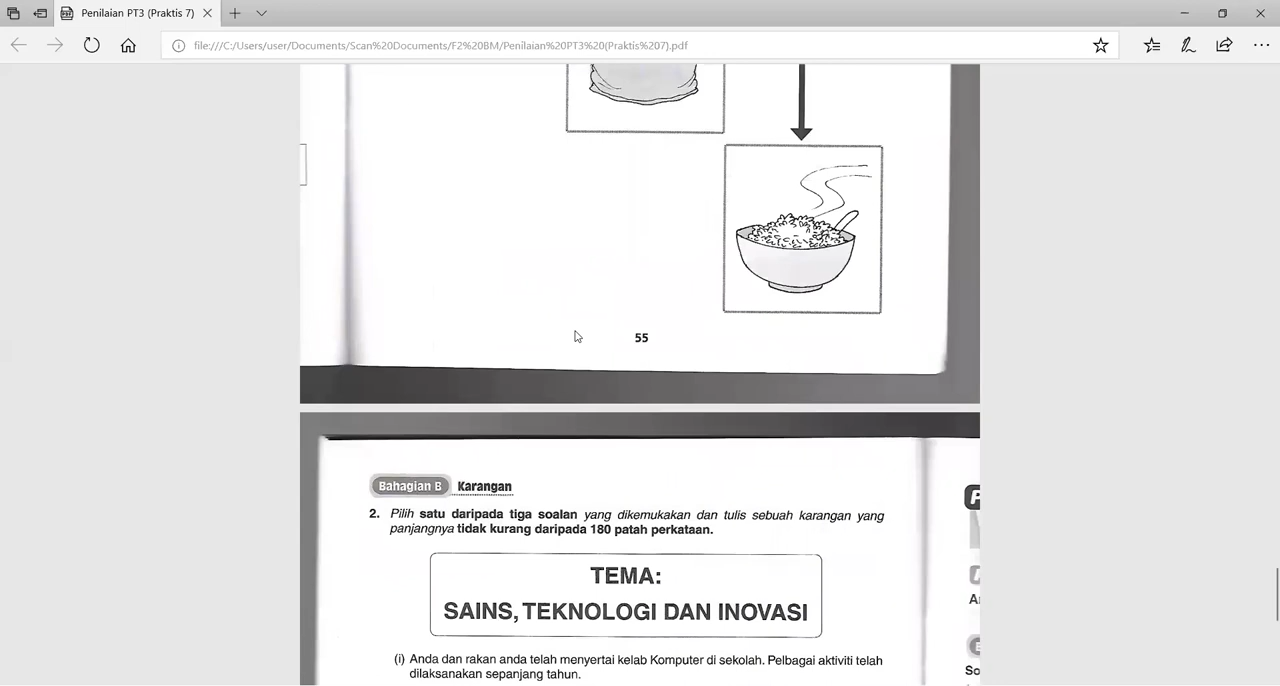 Penilaian PT3 (Praktis 7)
file:///C:/Users/user/Documents/Scan%20Documents/F2%20BM/Penilaian%20PT3%20(Praktis%207).pdf
55
Bahagian B Karangan
2. Pilih satu daripada tiga soalan yang dikemukakan dan tulis sebuah karangan yang
panjangnya tidak kurang daripada 180 patah perkataan.
TEMA:
SAINS, TEKNOLOGI DAN INOVASI
(i) Anda dan rakan anda telah menyertai kelab Komputer di sekolah. Pelbagai aktiviti telah
dilaksanakan sepanjang tahun.